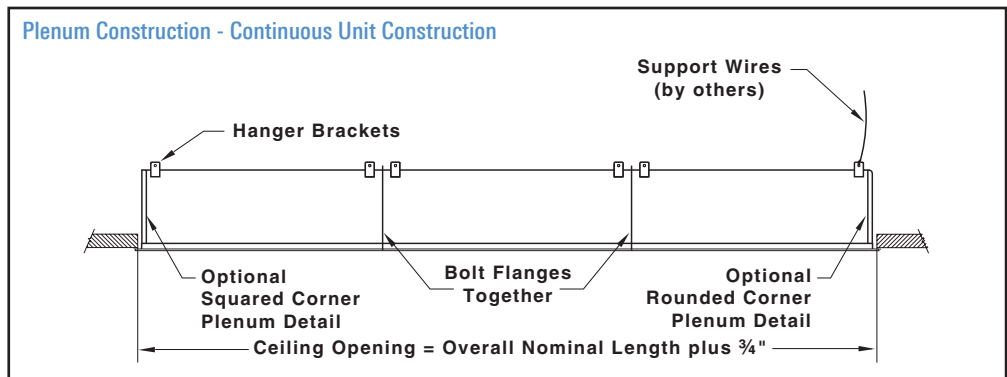 Plenum Construction - Continuous Unit Construction
Support Wires
(by others)
Hanger Brackets
Optional
Squared Corner
Plenum Detail
Bolt Flanges
Together
Optional
Rounded Corner
Plenum Detail
Ceiling Opening = Overall Nominal Length plus ¾"